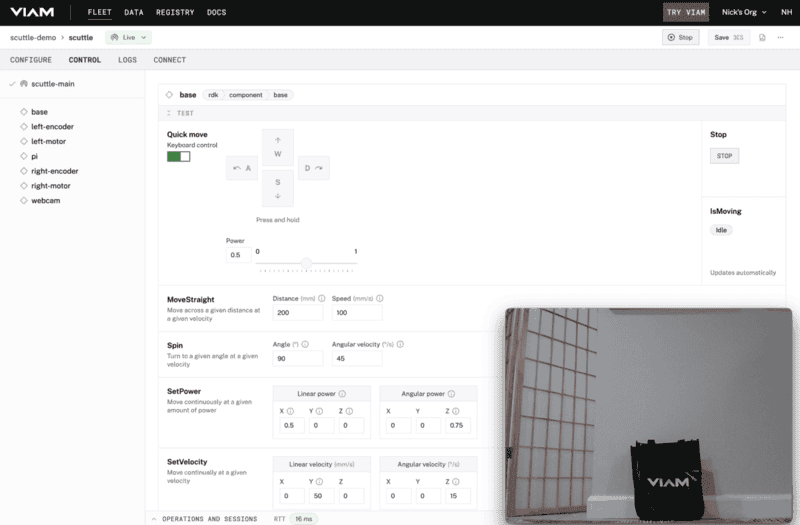 VIAM FLEET DATA REGISTRY DOCS TRY VIAM Nick's Org NH
scuttle-demo > scuttle Live Stop Save ⌘S
CONFIGURE CONTROL LOGS CONNECT
scuttle-main
base
left-encoder
left-motor
pi
right-encoder
right-motor
webcam
base rdk component base
TEST
Quick move
Keyboard control
W
A
D
S
Press and hold
Power
0.5
0 1
Stop
STOP
IsMoving
Idle
Updates automatically
MoveStraight
Move across a given distance at
a given velocity
Distance (mm) Speed (mm/s)
200 100
Spin
Turn to a given angle at a given
velocity
Angle (°) Angular velocity (°/s)
90 45
SetPower
Move continuously at a given
amount of power
Linear power Angular power
X Y Z X Y Z
0.5 0 0 0 0 0.75
SetVelocity
Move continually at a given
velocity
Linear velocity (mm/s) Angular velocity (°/s)
X Y Z X Y Z
0 50 0 0 0 15
OPERATIONS AND SESSIONS RTT 16 ms
VIAM